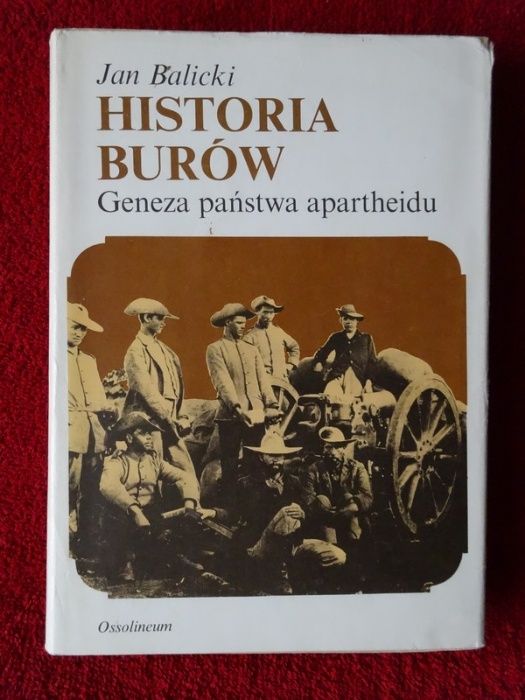 Jan Balicki
HISTORIA
BURÓW
Geneza państwa apartheidu
Ossolineum